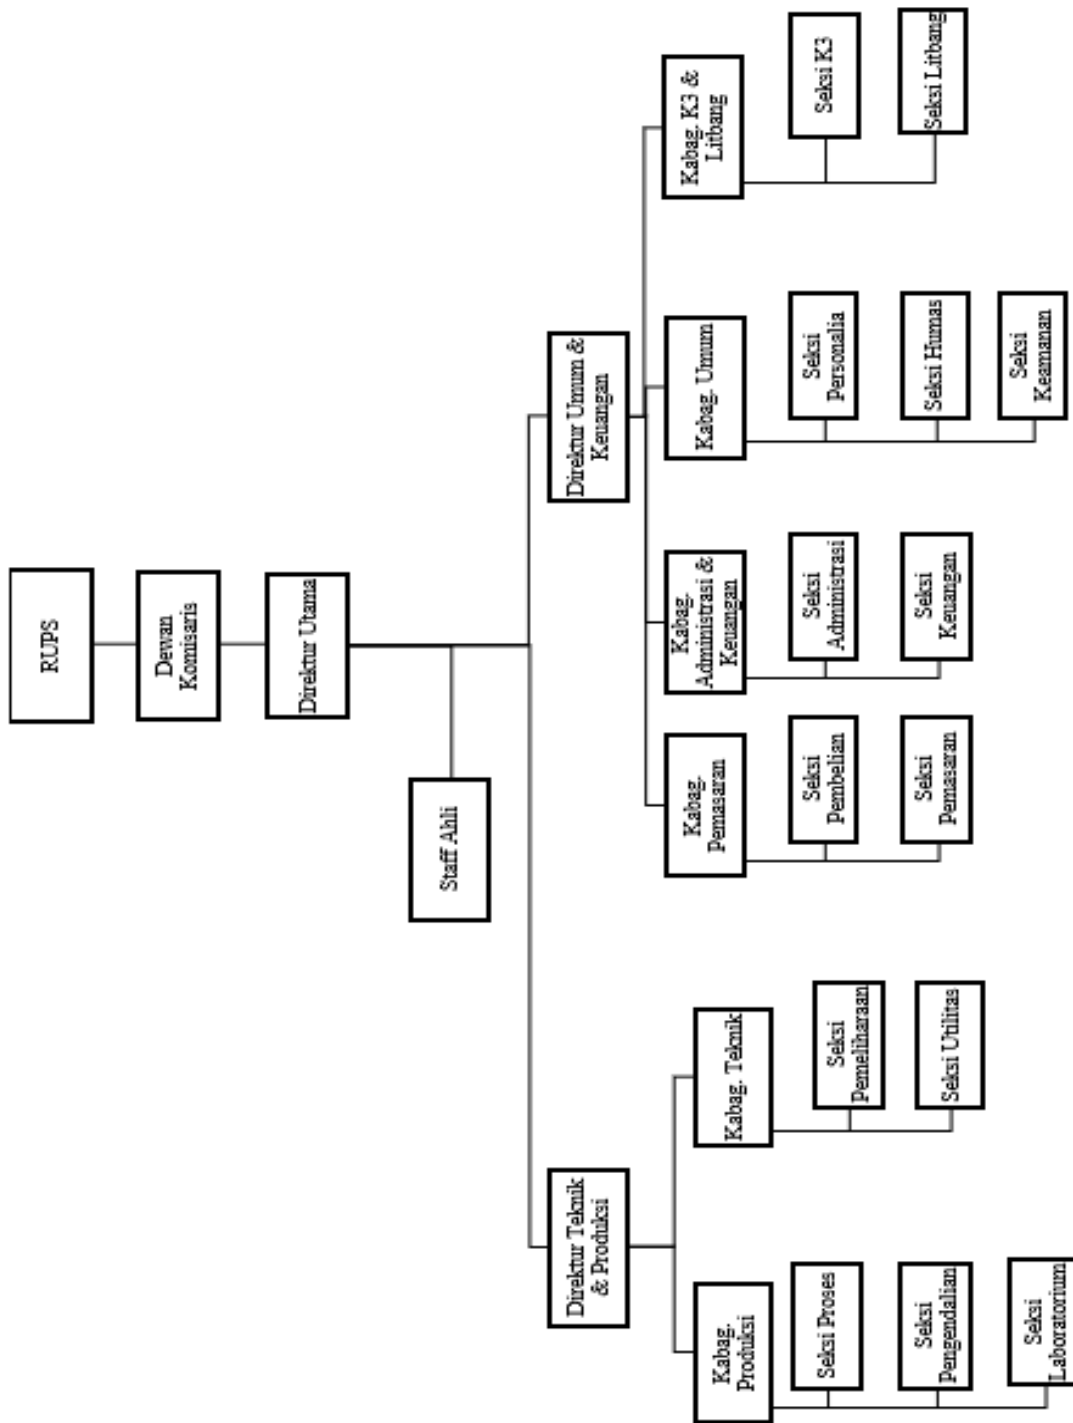 RUPS
Dewan
Komisaris
Direktur Utama
Staff Ahli
Direktur Teknik
& Produksi
Direktur Umum &
Keuangan
Kabag.
Produksi
Kabag. Teknik
Kabag.
Pemasaran
Kabag.
Administrasi &
Keuangan
Kabag. Umum
Kabag. K3 &
Litbang
Seksi Proses
Seksi
Pengendalian
Seksi
Laboratorium
Seksi
Pemeliharaan
Seksi Utilitas
Seksi
Pembelian
Seksi
Pemasaran
Seksi
Administrasi
Seksi
Keuangan
Seksi
Personalia
Seksi Humas
Seksi
Keamanan
Seksi K3
Seksi Litbang